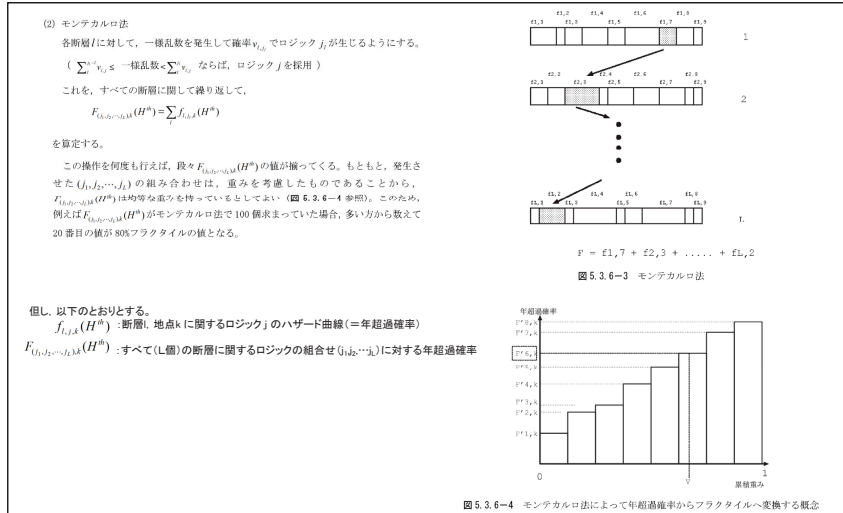 (2) モンテカルロ法
各断層lに対して，一様乱数を発生して確率ν_{l,j_l}でロジックj_lが生じるようにする。
ならば，ロジックjを採用 ）
これを，すべての断層に関して繰り返して，
F_{(j_1,j_2,…,j_L),k}(H^{th})=∑_l f_{l,j_l,k}(H^{th})
を算定する。
この操作を何度も行えば，段々F_{(j_1,j_2,…,j_L),k}(H^{th})の値が揃ってくる。もともと，発生さ
せた(j_1,j_2,…,j_L)の組み合わせは，重みを考慮したものであることから，
F_{(j_1,j_2,…,j_L),k}(H^{th})は均等な重みを持っているとしてよい（図5.3.6-4参照）。このため，
例えばF_{(j_1,j_2,…,j_L),k}(H^{th})がモンテカルロ法で100個求まっていた場合，多い方から数えて
20番目の値が80%フラクタイルの値となる。
但し，以下のとおりとする。
f_{l,j,k}(H^{th}) ：断層l，地点kに関するロジックjのハザード曲線（＝年超過確率）
F_{(j_1,j_2,…,j_L),k}(H^{th}) ：すべて（L個）の断層に関するロジックの組合せ(j₁j₂,…j_L)に対する年超過確率
f1,2 f1,4 f1,6 f1,8
f1,3 f1,5 f1,7 f1,9
1
f2,2 f2,4 f2,6 f2,8
f2,3 f2,5 f2,7 f2,9
2
fL,2 fL,4 fL,6 fL,8
fL,3 fL,5 fL,7 fL,9
L
F = f1,7 + f2,3 + ..... + fL,2
図5.3.6-3 モンテカルロ法
年超過確率
F'8,k
F'7,k
F'6,k
F'5,k
F'4,k
F'3,k
F'2,k
F'1,k
0
V
1
累積重み
図5.3.6-4 モンテカルロ法によって年超過確率からフラクタイルへ変換する概念